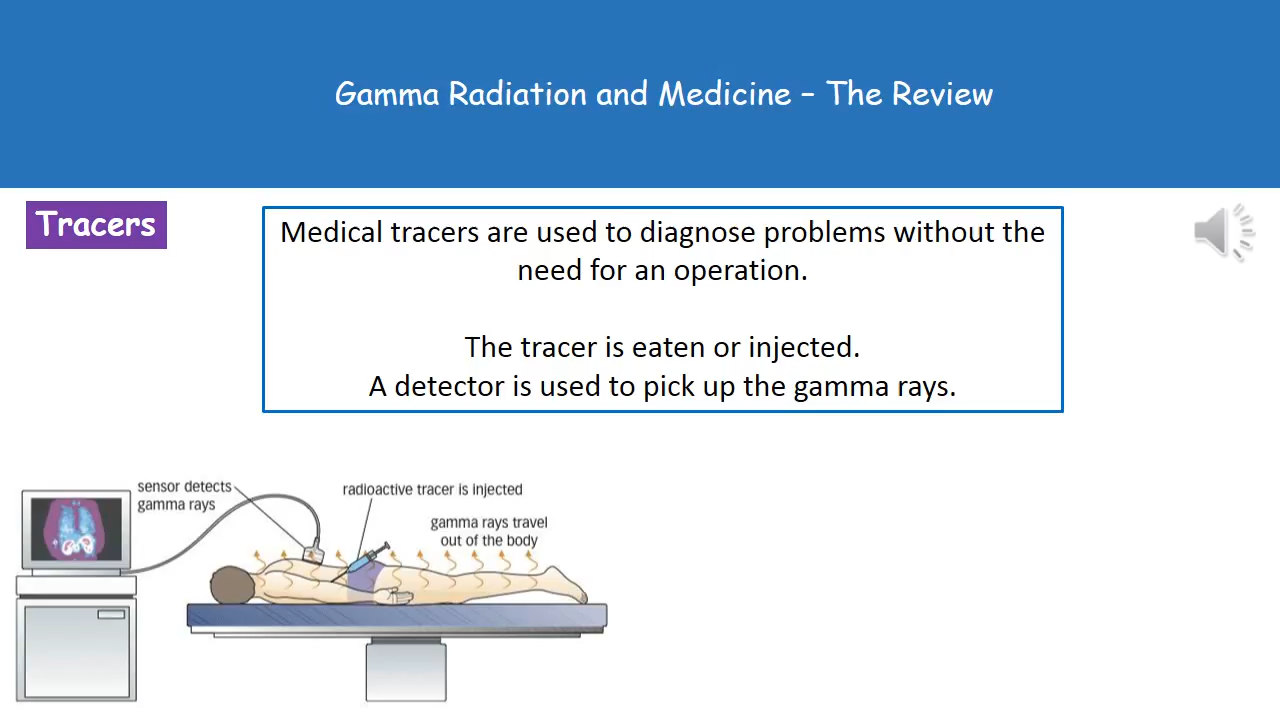 Gamma Radiation and Medicine – The Review
Tracers
Medical tracers are used to diagnose problems without the
need for an operation.
The tracer is eaten or injected.
A detector is used to pick up the gamma rays.
sensor detects
gamma rays
radioactive tracer is injected
gamma rays travel
out of the body